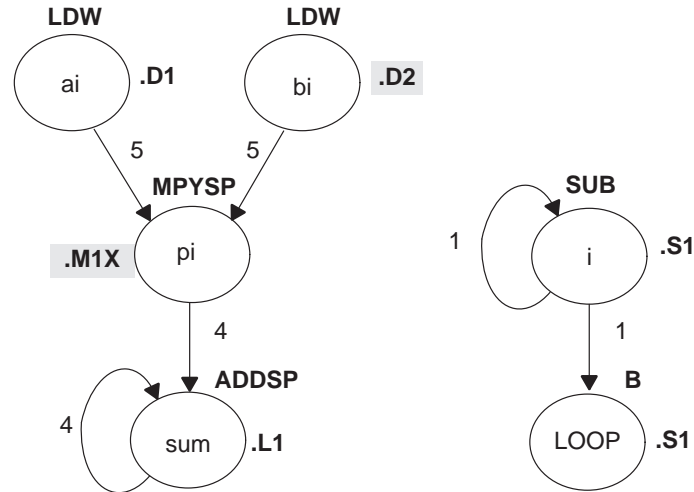 LDW
LDW
ai
.D1
bi
.D2
5
5
MPYSP
SUB
.M1X
pi
1
i
.S1
4
1
ADDSP
B
4
sum
.L1
LOOP
.S1